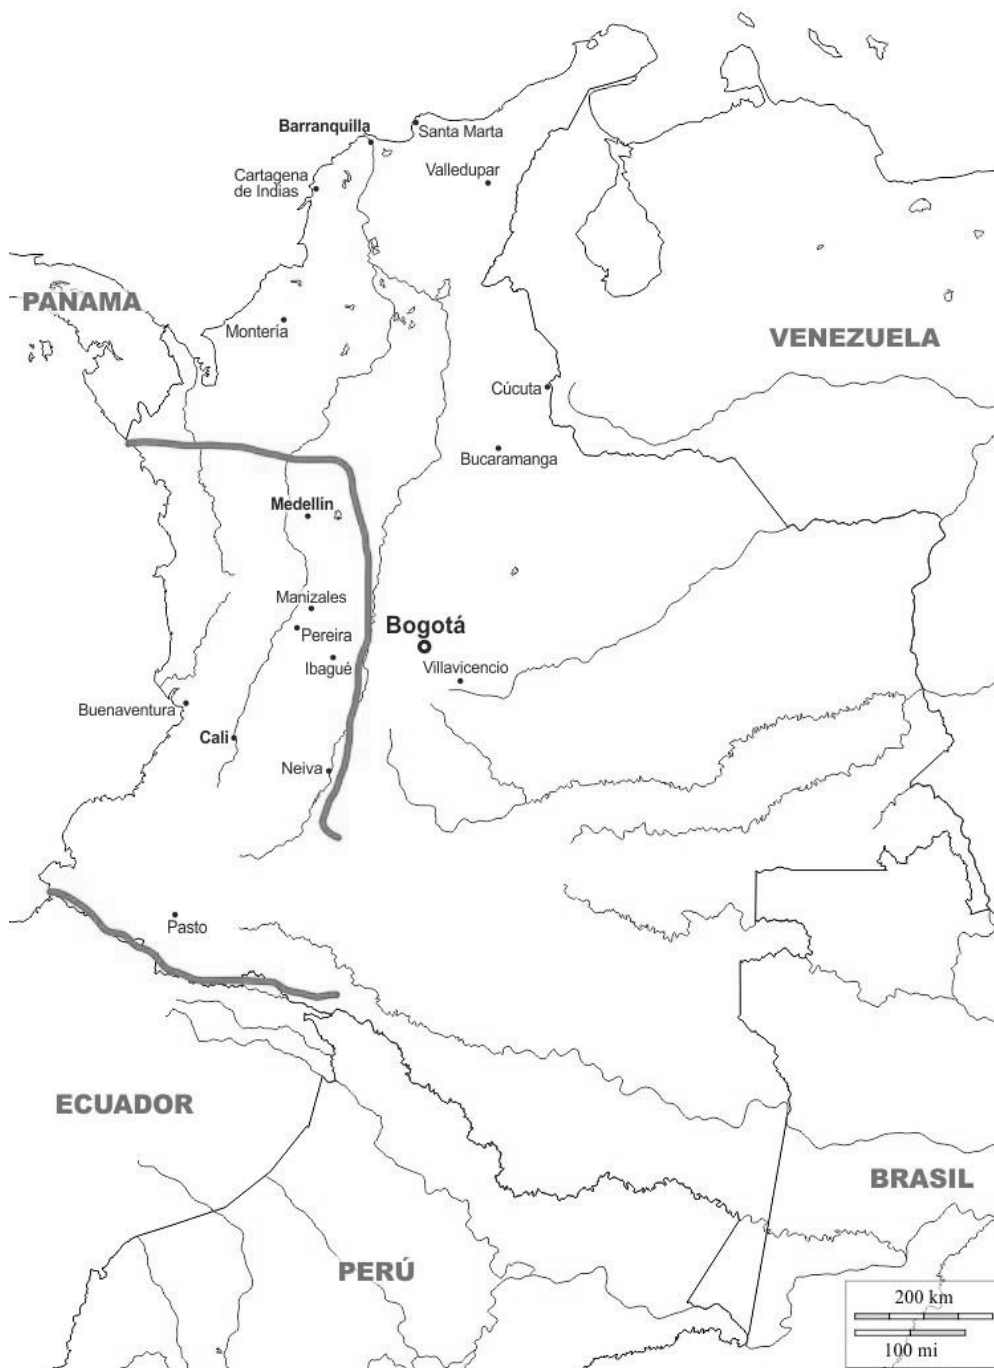 Barranquilla
Santa Marta
Valledupar
Cartagena
de Indias
PANAMA
Montería
VENEZUELA
Cúcuta
Bucaramanga
Medellín
Manizales
Pereira
Bogotá
Ibagué
Villavicencio
Buenaventura
Cali
Neiva
Pasto
ECUADOR
BRASIL
PERÚ
200 km
100 mi